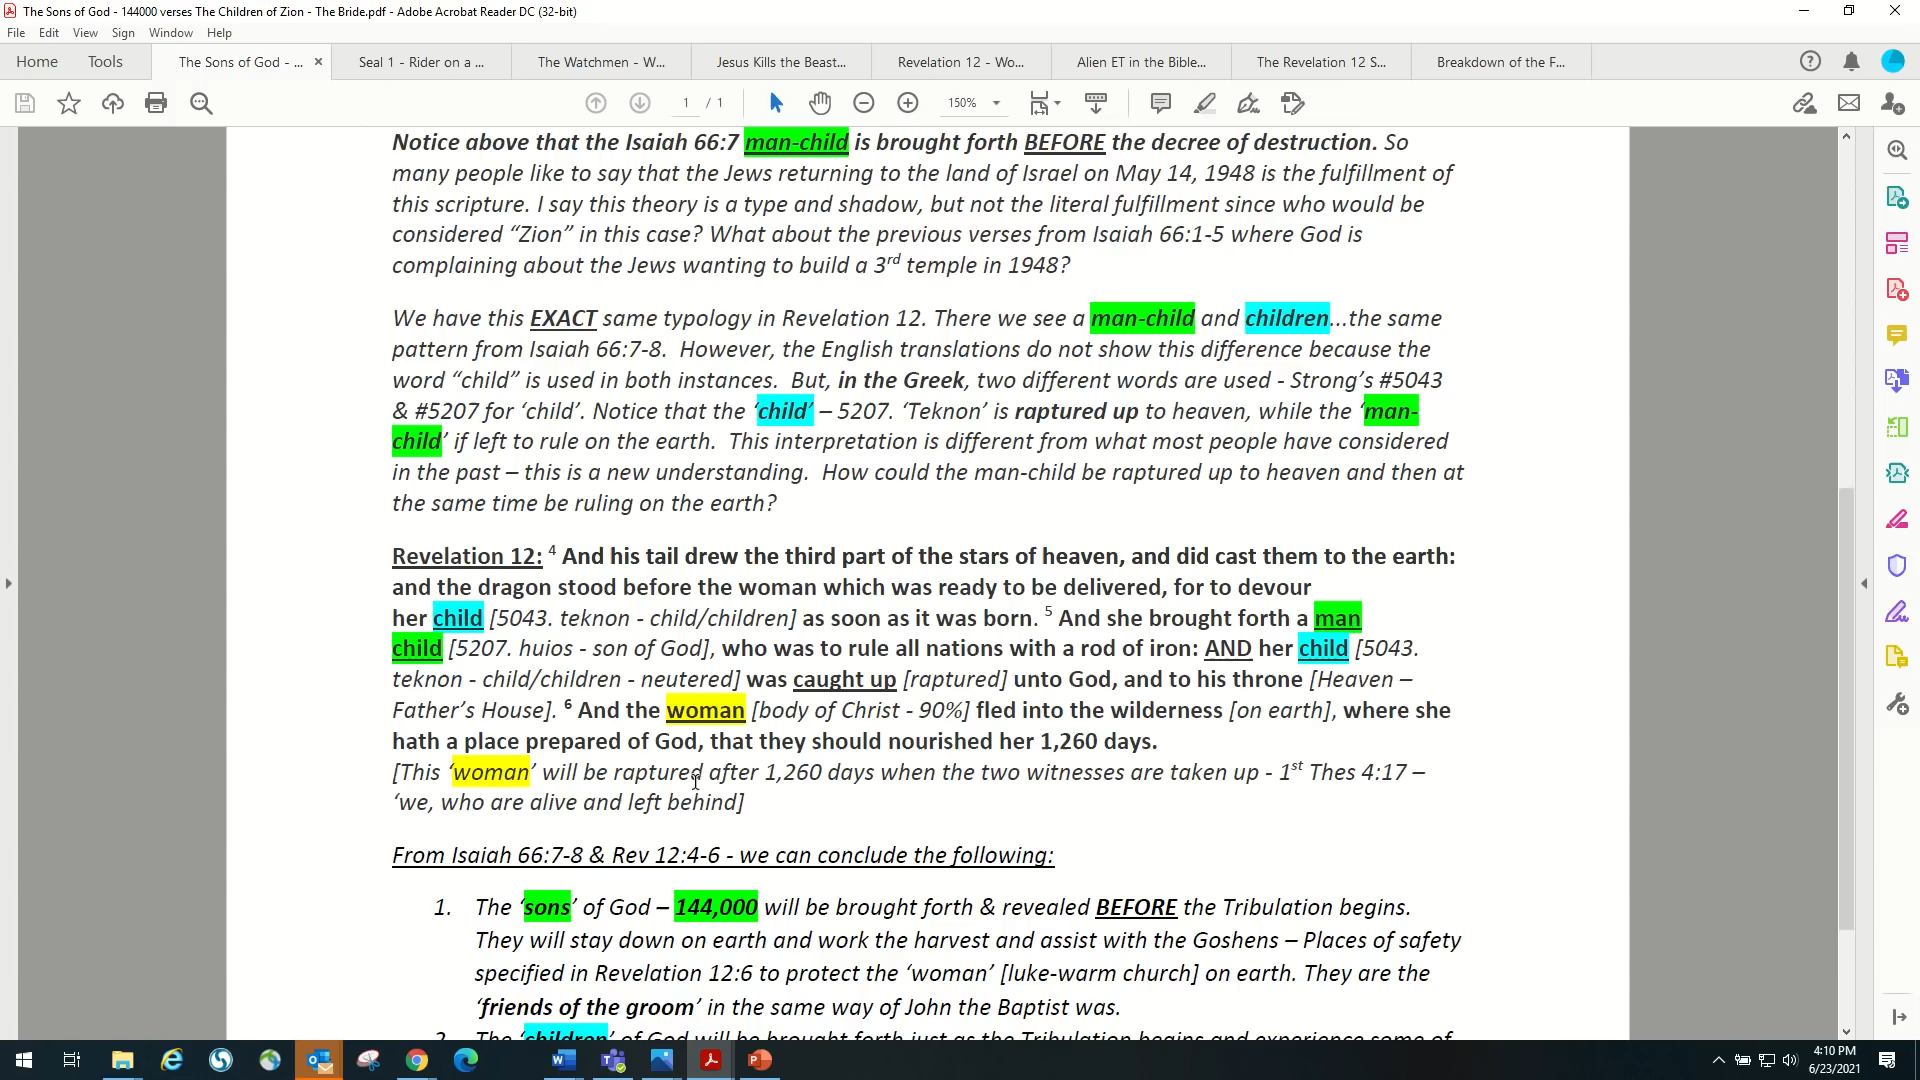 The Sons of God - 144000 verses The Children of Zion - The Bride.pdf - Adobe Acrobat Reader DC (32-bit)
File Edit View Sign Window Help
Home Tools The Sons of God - ... × Seal 1 - Rider on a ... The Watchmen - W... Jesus Kills the Beast... Revelation 12 - Wo... Alien ET in the Bible... The Revelation 12 S... Breakdown of the F...
1 / 1 150%
Notice above that the Isaiah 66:7 man-child is brought forth BEFORE the decree of destruction. So
many people like to say that the Jews returning to the land of Israel on May 14, 1948 is the fulfillment of
this scripture. I say this theory is a type and shadow, but not the literal fulfillment since who would be
considered “Zion” in this case? What about the previous verses from Isaiah 66:1-5 where God is
complaining about the Jews wanting to build a 3rd temple in 1948?
We have this EXACT same typology in Revelation 12. There we see a man-child and children...the same
pattern from Isaiah 66:7-8. However, the English translations do not show this difference because the
word “child” is used in both instances. But, in the Greek, two different words are used - Strong’s #5043
& #5207 for ‘child’. Notice that the ‘child’ – 5207. ‘Teknon’ is raptured up to heaven, while the ‘man-
child’ if left to rule on the earth. This interpretation is different from what most people have considered
in the past – this is a new understanding. How could the man-child be raptured up to heaven and then at
the same time be ruling on the earth?
Revelation 12: 4 And his tail drew the third part of the stars of heaven, and did cast them to the earth:
and the dragon stood before the woman which was ready to be delivered, for to devour
her child [5043. teknon - child/children] as soon as it was born. 5 And she brought forth a man
child [5207. huios - son of God], who was to rule all nations with a rod of iron: AND her child [5043.
teknon - child/children - neutered] was caught up [raptured] unto God, and to his throne [Heaven –
Father’s House]. 6 And the woman [body of Christ - 90%] fled into the wilderness [on earth], where she
hath a place prepared of God, that they should nourished her 1,260 days.
[This ‘woman’ will be raptured after 1,260 days when the two witnesses are taken up - 1st Thes 4:17 –
‘we, who are alive and left behind]
From Isaiah 66:7-8 & Rev 12:4-6 - we can conclude the following:
1. The ‘sons’ of God – 144,000 will be brought forth & revealed BEFORE the Tribulation begins.
They will stay down on earth and work the harvest and assist with the Goshens – Places of safety
specified in Revelation 12:6 to protect the ‘woman’ [luke-warm church] on earth. They are the
‘friends of the groom’ in the same way of John the Baptist was.
2. The ‘children’ of God will be brought forth just as the Tribulation begins and experience some of
4:10 PM
6/23/2021